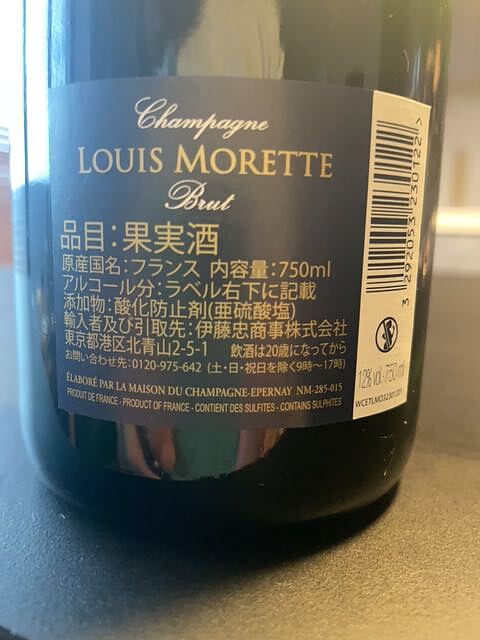 Champagne
LOUIS MORETTE
Brut
品目：果実酒
原産国名：フランス 内容量：750ml
アルコール分：ラベル右下に記載
添加物：酸化防止剤(亜硫酸塩)
輸入者及び引取先：伊藤忠商事株式会社
東京都港区北青山2-5-1 飲酒は20歳になってから
お問い合わせ先：0120-975-642 (土・日・祝日を除く9時〜17時)
ÉLABORÉ PAR LA MAISON DU CHAMPAGNE-EPERNAY NM-285-015
PRODUIT DE FRANCE - PRODUCT OF FRANCE - CONTIENT DES SULFITES - CONTAINS SULPHITES
3 292053 230122 >
12% vol. - 750 ml